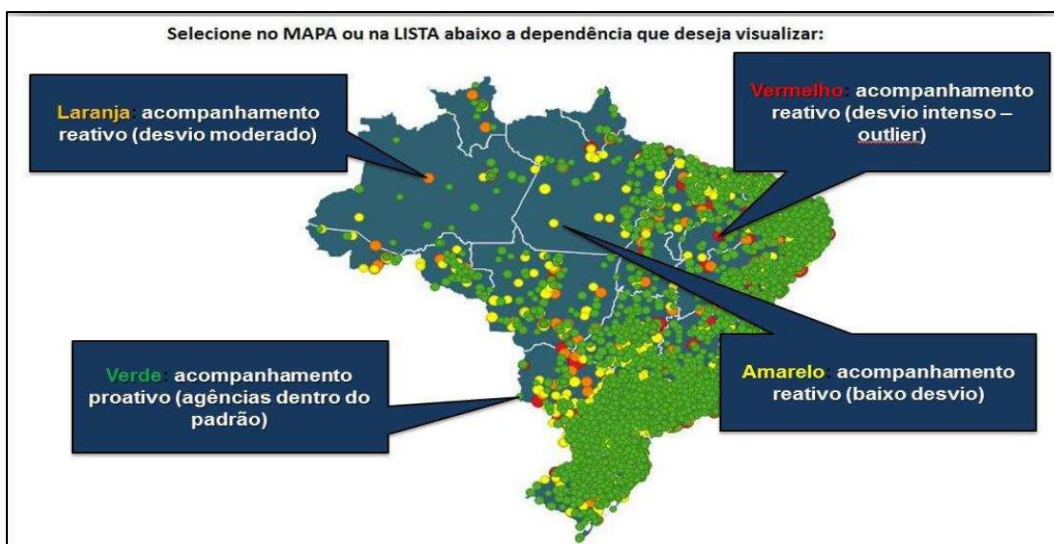 Selecione no MAPA ou na LISTA abaixo a dependência que deseja visualizar:
Laranja: acompanhamento
reativo (desvio moderado)
Vermelho: acompanhamento
reativo (desvio intenso –
outlier)
Verde: acompanhamento
proativo (agências dentro do
padrão)
Amarelo: acompanhamento
reativo (baixo desvio)